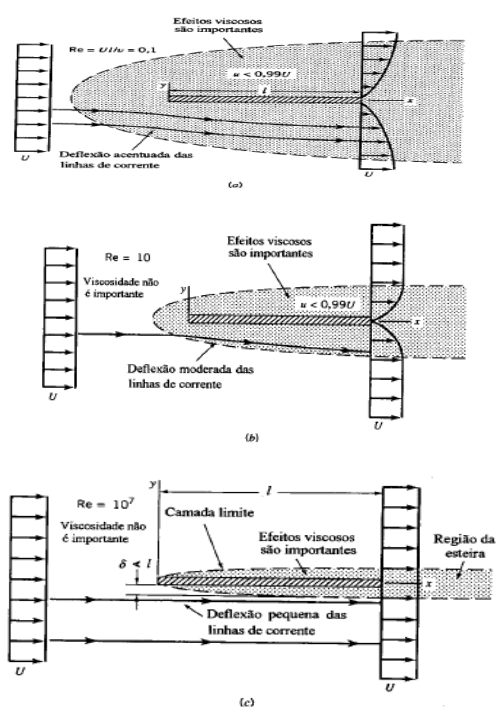 Efeitos viscosos
são importantes
Re = Ul/ν = 0,1
u < 0,99U
y
l
x
U
Deflexão acentuada das
linhas de corrente
U
(a)
Efeitos viscosos
são importantes
Re = 10
Viscosidade não
é importante
y
u < 0,99U
x
Deflexão moderada das
linhas de corrente
U
U
(b)
y
l
Re = 10⁷
Camada limite
Viscosidade não
é importante
Efeitos viscosos
são importantes
Região da
esteira
δ ≪ l
x
Deflexão pequena das
linhas de corrente
U
U
(c)